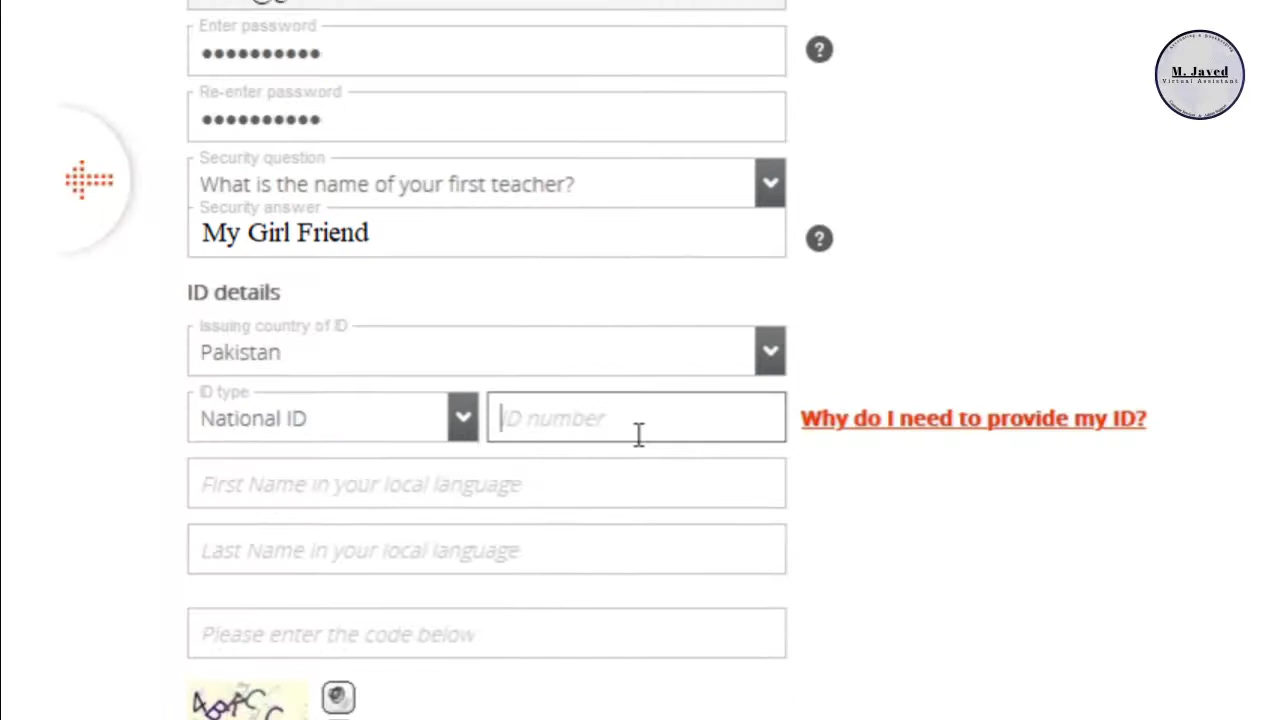 Enter password
Re-enter password
Security question
What is the name of your first teacher?
Security answer
My Girl Friend
ID details
Issuing country of ID
Pakistan
ID type
National ID
ID number
Why do I need to provide my ID?
First Name in your local language
Last Name in your local language
Please enter the code below
M. Javed
Virtual Assistant